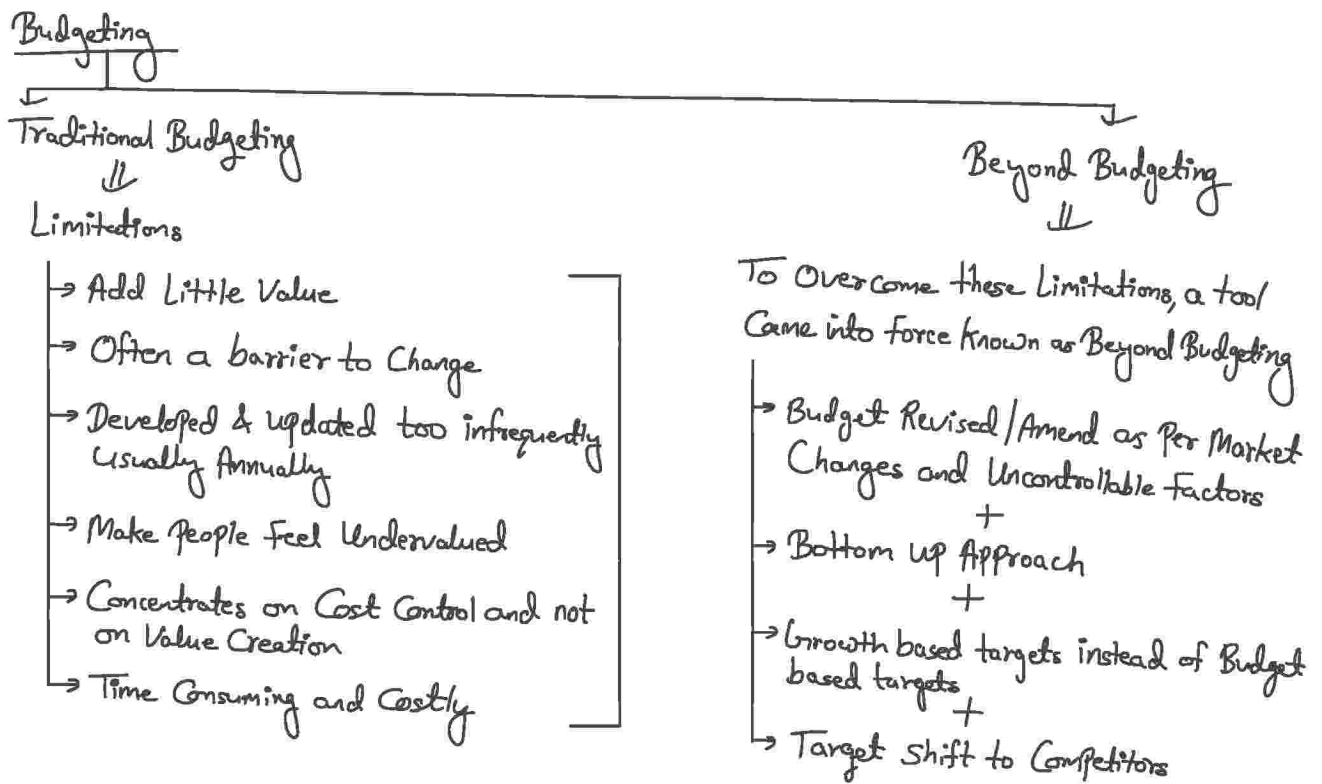 Budgeting
Traditional Budgeting
Limitations
Add Little Value
Often a barrier to Change
Developed & updated too infrequently
usually Annually
Make People Feel Undervalued
Concentrates on Cost Control and not
on Value Creation
Time Consuming and Costly
Beyond Budgeting
To Overcome these Limitations, a tool
Came into force known as Beyond Budgeting
Budget Revised/Amend as Per Market
Changes and Uncontrollable Factors
+
Bottom up Approach
+
Growth based targets instead of Budget
based targets
+
Target Shift to Competitors